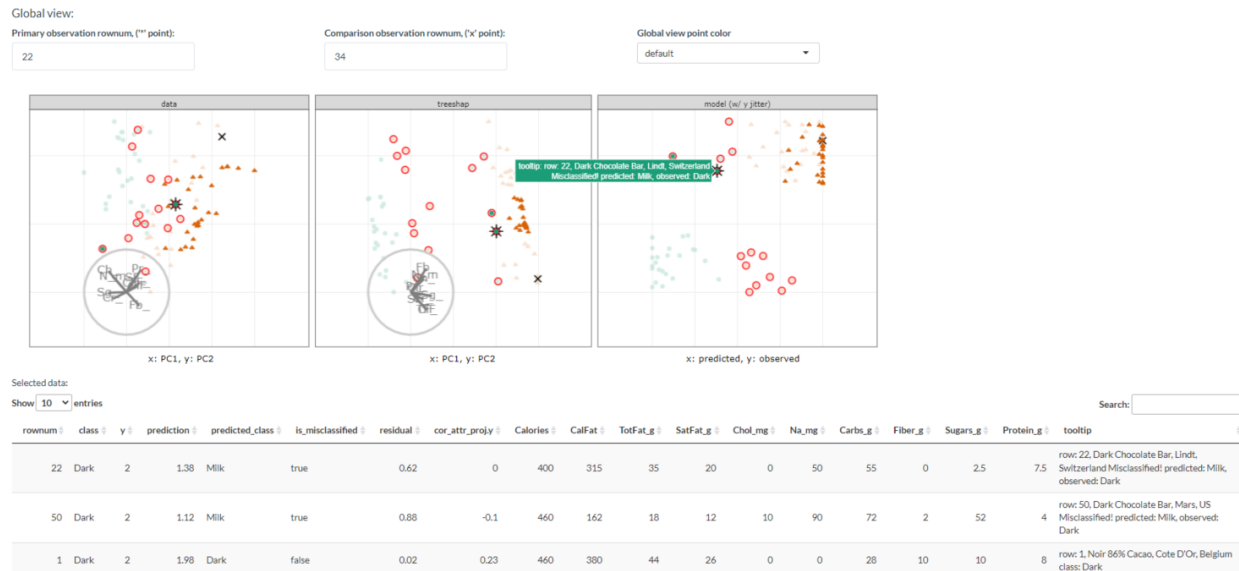 Global view:
Primary observation rownum, ('*' point):
Comparison observation rownum, ('x' point):
Global view point color
22
34
default
data
treeshap
model (w/ y jitter)
tooltip: row: 22, Dark Chocolate Bar, Lindt, Switzerland
Misclassified! predicted: Milk, observed: Dark
x: PC1, y: PC2
x: PC1, y: PC2
x: predicted, y: observed
Selected data:
Show 10 entries
Search:
rownum class y prediction predicted_class is_misclassified residual cor_attr_proj.y Calories CalFat TotFat_g SatFat_g Chol_mg Na_mg Carbs_g Fiber_g Sugars_g Protein_g tooltip
22 Dark 2 1.38 Milk true 0.62 0 400 315 35 20 0 50 55 0 2.5 7.5 row: 22, Dark Chocolate Bar, Lindt,
Switzerland Misclassified! predicted: Milk,
observed: Dark
50 Dark 2 1.12 Milk true 0.88 -0.1 460 162 18 12 10 90 72 2 52 4 row: 50, Dark Chocolate Bar, Mars, US
Misclassified! predicted: Milk, observed:
Dark
1 Dark 2 1.98 Dark false 0.02 0.23 460 380 44 26 0 0 28 10 10 8 row: 1, Noir 86% Cacao, Cote D'Or, Belgium
class: Dark